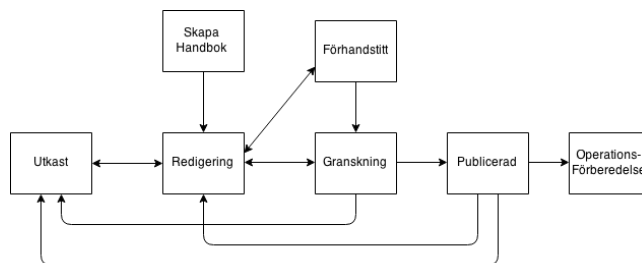 Skapa
Handbok
Förhandstitt
Utkast
Redigering
Granskning
Publicerad
Operations-
Förberedelse